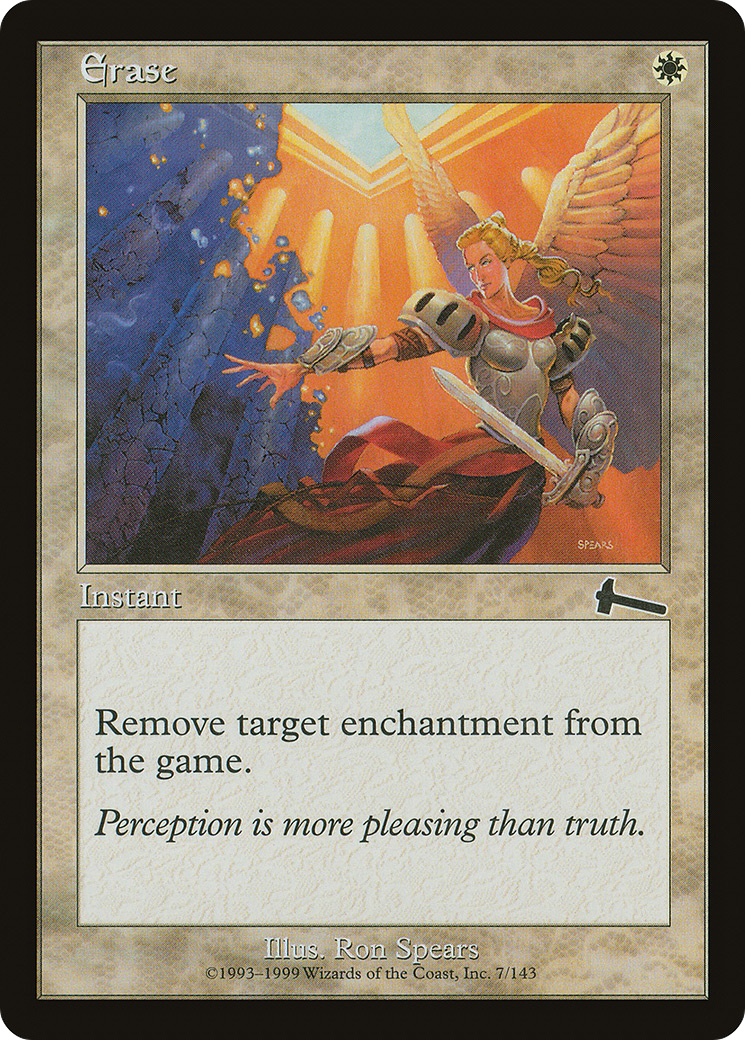 Erase
SPEARS
Instant
Remove target enchantment from
the game.
Perception is more pleasing than truth.
Illus. Ron Spears
©1993–1999 Wizards of the Coast, Inc. 7/143